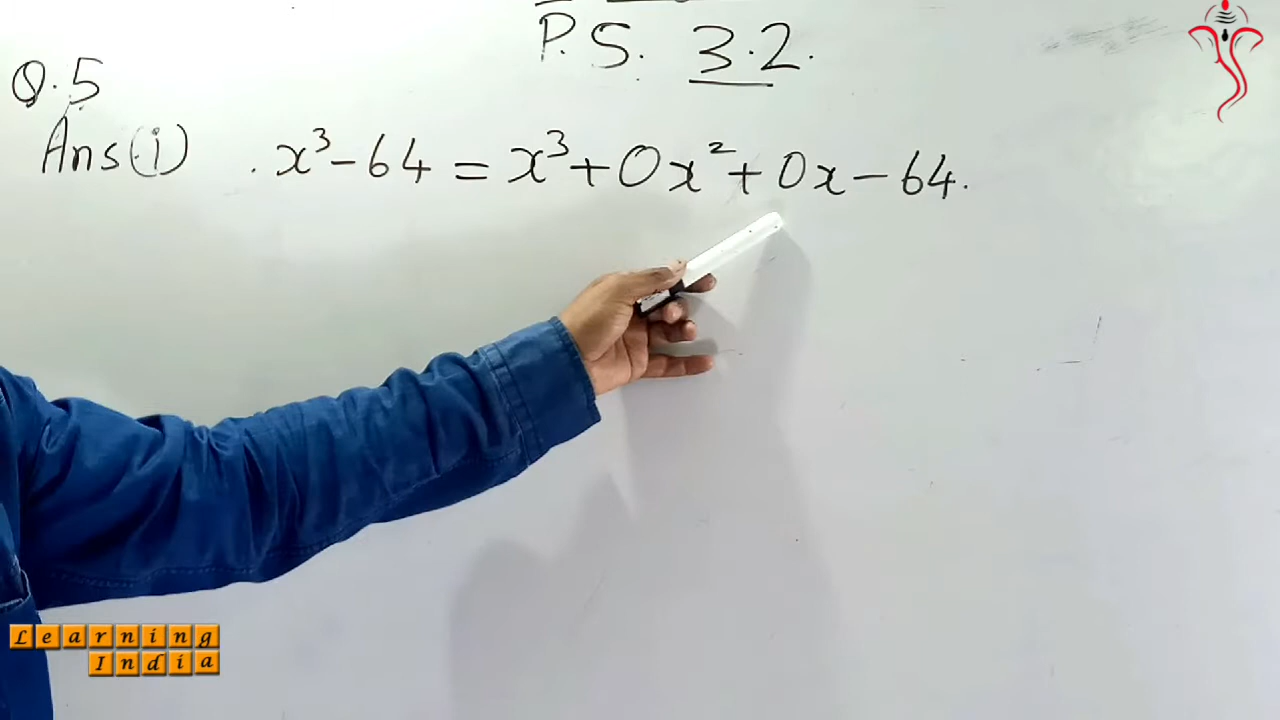 P.S. 3.2.
Q.5
Ans(i) . x³-64 = x³+0x²+0x-64.
Learning
India